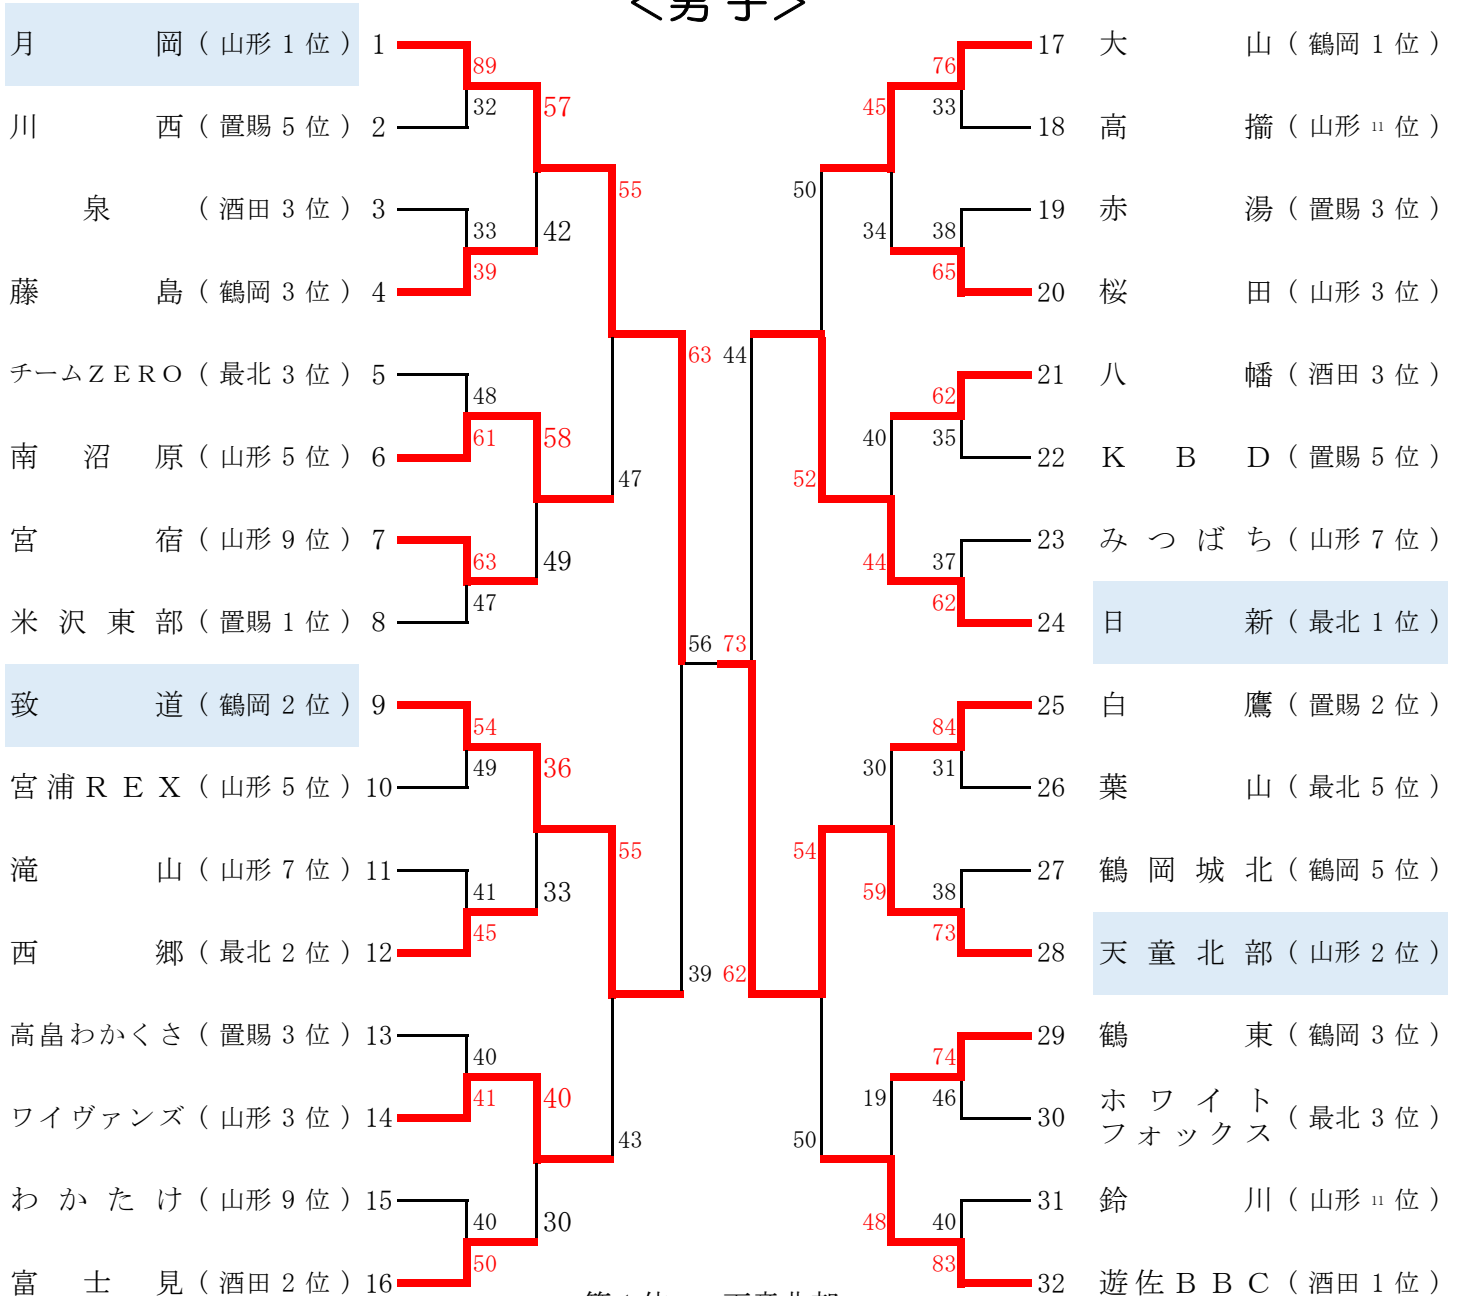 ＜男 子＞
月　岡 （ 山形 1 位 ） 1
川　西 （ 置賜 5 位 ） 2
泉 （ 酒田 3 位 ） 3
藤　島 （ 鶴岡 3 位 ） 4
チームＺＥＲＯ （ 最北 3 位 ） 5
南 沼 原 （ 山形 5 位 ） 6
宮　宿 （ 山形 9 位 ） 7
米 沢 東 部 （ 置賜 1 位 ） 8
致　道 （ 鶴岡 2 位 ） 9
宮 浦 Ｒ Ｅ Ｘ （ 山形 5 位 ） 10
滝　山 （ 山形 7 位 ） 11
西　郷 （ 最北 2 位 ） 12
高畠わかくさ （ 置賜 3 位 ） 13
ワイヴァンズ （ 山形 3 位 ） 14
わ か た け （ 山形 9 位 ） 15
富 士 見 （ 酒田 2 位 ） 16
89
32
33
39
48
61
63
47
54
49
41
45
40
41
40
50
57
42
58
49
36
33
40
30
55
47
55
43
63
39
56 73
44
62
50
52
54
50
45
34
40
44
30
59
19
48
76
33
38
65
62
35
37
62
84
31
38
73
74
46
40
83
17 大　山 （ 鶴岡 1 位 ）
18 高　擶 （ 山形 11 位 ）
19 赤　湯 （ 置賜 3 位 ）
20 桜　田 （ 山形 3 位 ）
21 八　幡 （ 酒田 3 位 ）
22 Ｋ Ｂ Ｄ （ 置賜 5 位 ）
23 み つ ば ち （ 山形 7 位 ）
24 日　新 （ 最北 1 位 ）
25 白　鷹 （ 置賜 2 位 ）
26 葉　山 （ 最北 5 位 ）
27 鶴 岡 城 北 （ 鶴岡 5 位 ）
28 天 童 北 部 （ 山形 2 位 ）
29 鶴　東 （ 鶴岡 3 位 ）
30 ホ ワ イ ト
フォックス （ 最北 3 位 ）
31 鈴　川 （ 山形 11 位 ）
32 遊佐ＢＢＣ （ 酒田 1 位 ）